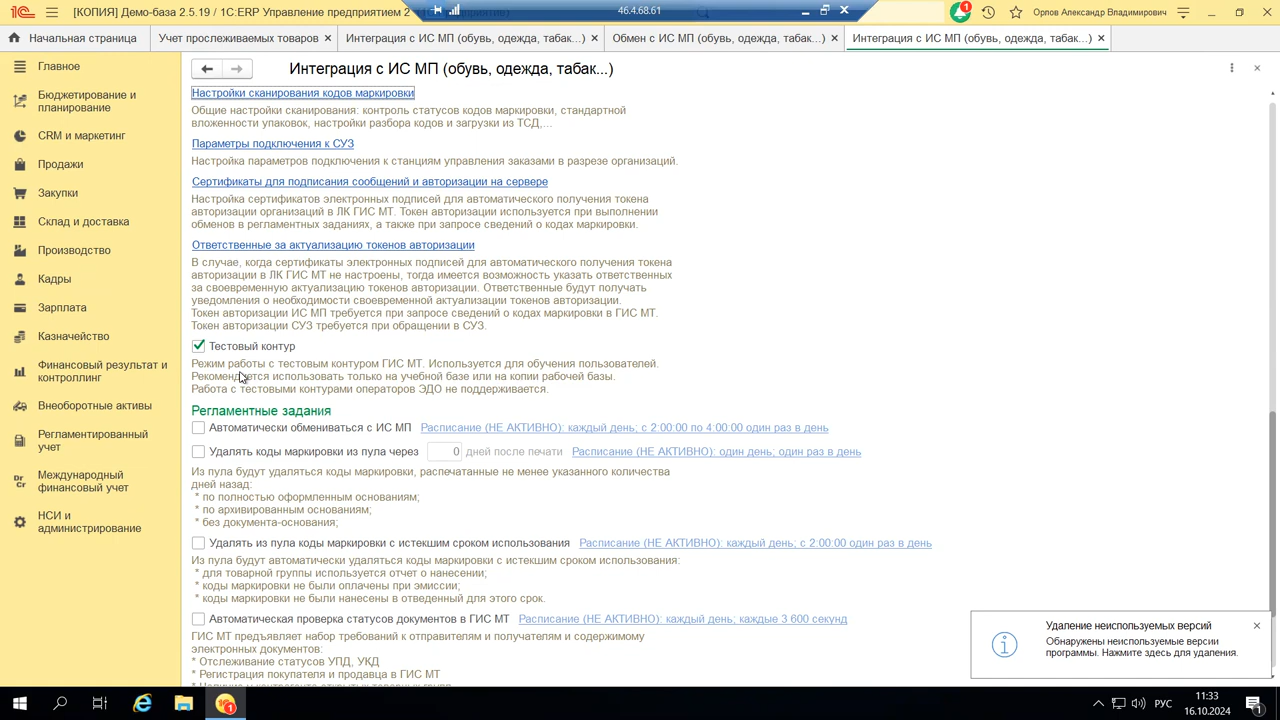 [КОПИЯ] Демо-база 2.5.19 / 1С:ERP Управление предприятием 2
46.4.68.61
Орлов Александр Владимирович
Начальная страница
Учет прослеживаемых товаров
Интеграция с ИС МП (обувь, одежда, табак...)
Обмен с ИС МП (обувь, одежда, табак...)
Интеграция с ИС МП (обувь, одежда, табак...)
Главное
Бюджетирование и
планирование
CRM и маркетинг
Продажи
Закупки
Склад и доставка
Производство
Кадры
Зарплата
Казначейство
Финансовый результат и
контроллинг
Внеоборотные активы
Регламентированный
учет
Международный
финансовый учет
НСИ и
администрирование
Интеграция с ИС МП (обувь, одежда, табак...)
Настройки сканирования кодов маркировки
Общие настройки сканирования: контроль статусов кодов маркировки, стандартной
вложенности упаковок, настройки разбора кодов и загрузки из ТСД,...
Параметры подключения к СУЗ
Настройка параметров подключения к станциям управления заказами в разрезе организаций.
Сертификаты для подписания сообщений и авторизации на сервере
Настройка сертификатов электронных подписей для автоматического получения токена
авторизации организаций в ЛК ГИС МТ. Токен авторизации используется при выполнении
обменов в регламентных заданиях, а также при запросе сведений о кодах маркировки.
Ответственные за актуализацию токенов авторизации
В случае, когда сертификаты электронных подписей для автоматического получения токена
авторизации в ЛК ГИС МТ не настроены, тогда имеется возможность указать ответственных
за своевременную актуализацию токенов авторизации. Ответственные будут получать
уведомления о необходимости своевременной актуализации токенов авторизации.
Токен авторизации ИС МП требуется при запросе сведений о кодах маркировки в ГИС МТ.
Токен авторизации СУЗ требуется при обращении в СУЗ.
Тестовый контур
Режим работы с тестовым контуром ГИС МТ. Используется для обучения пользователей.
Рекомендуется использовать только на учебной базе или на копии рабочей базы.
Работа с тестовыми контурами операторов ЭДО не поддерживается.
Регламентные задания
Автоматически обмениваться с ИС МП Расписание (НЕ АКТИВНО): каждый день; с 2:00:00 по 4:00:00 один раз в день
Удалять коды маркировки из пула через 0 дней после печати Расписание (НЕ АКТИВНО): один день; один раз в день
Из пула будут удаляться коды маркировки, распечатанные не менее указанного количества
дней назад:
* по полностью оформленным основаниям;
* по архивированным основаниям;
* без документа-основания;
Удалять из пула коды маркировки с истекшим сроком использования Расписание (НЕ АКТИВНО): каждый день; с 2:00:00 один раз в день
Из пула будут автоматически удаляться коды маркировки с истекшим сроком использования:
* для товарной группы используется отчет о нанесении;
* коды маркировки не были оплачены при эмиссии;
* коды маркировки не были нанесены в отведенный для этого срок.
Автоматическая проверка статусов документов в ГИС МТ Расписание (НЕ АКТИВНО): каждый день; каждые 3 600 секунд
ГИС МТ предъявляет набор требований к отправителям и получателям и содержимому
электронных документов:
* Отслеживание статусов УПД, УКД
* Регистрация покупателя и продавца в ГИС МТ
Удаление неиспользуемых версий
Обнаружены неиспользуемые версии
программы. Нажмите здесь для удаления.
РУС
11:33
16.10.2024